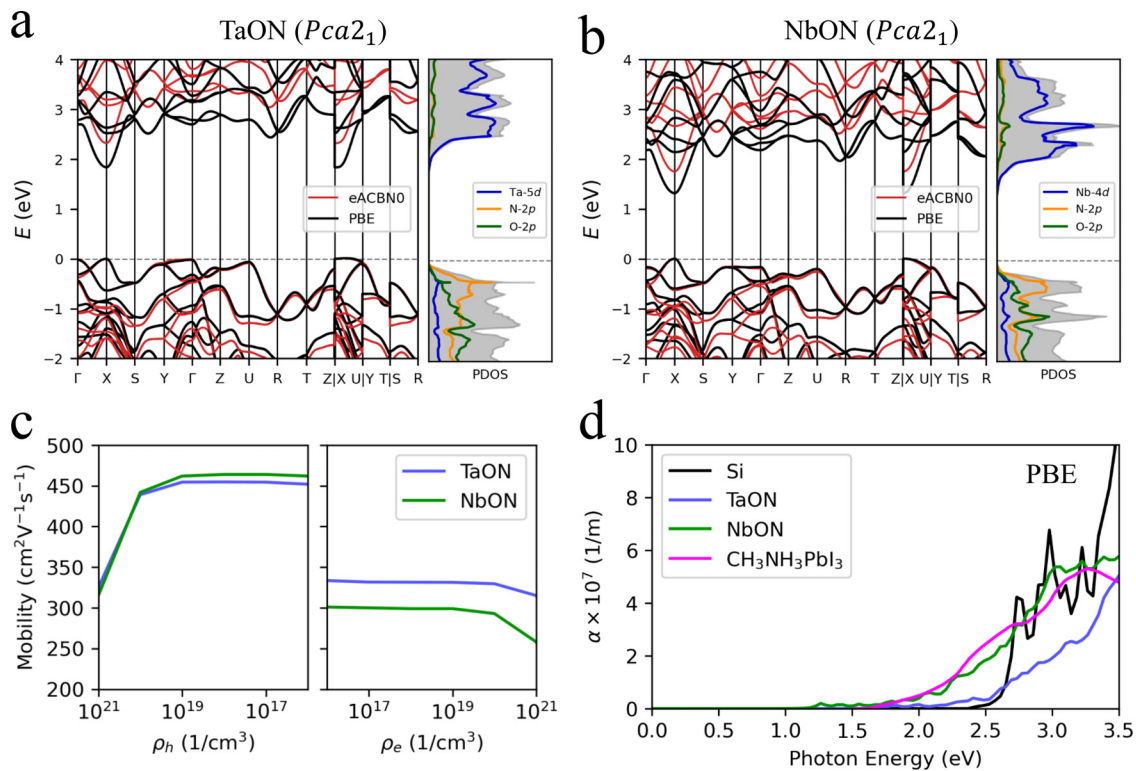 a TaON (Pca2₁) b NbON (Pca2₁)
4
3
2
1
0
−1
−2
E (eV)
eACBN0
PBE
Ta-5d
N-2p
O-2p
Γ X S Y Γ Z U R T Z|X U|Y T|S R
PDOS
4
3
2
1
0
−1
−2
E (eV)
eACBN0
PBE
Nb-4d
N-2p
O-2p
Γ X S Y Γ Z U R T Z|X U|Y T|S R
PDOS
c
500
450
400
350
300
250
200
Mobility (cm²V⁻¹s⁻¹)
TaON
NbON
10²¹ 10¹⁹ 10¹⁷ 10¹⁷ 10¹⁹ 10²¹
ρₕ (1/cm³) ρₑ (1/cm³)
d
10
8
6
4
2
0
α × 10⁷ (1/m)
PBE
Si
TaON
NbON
CH₃NH₃PbI₃
0.0 0.5 1.0 1.5 2.0 2.5 3.0 3.5
Photon Energy (eV)